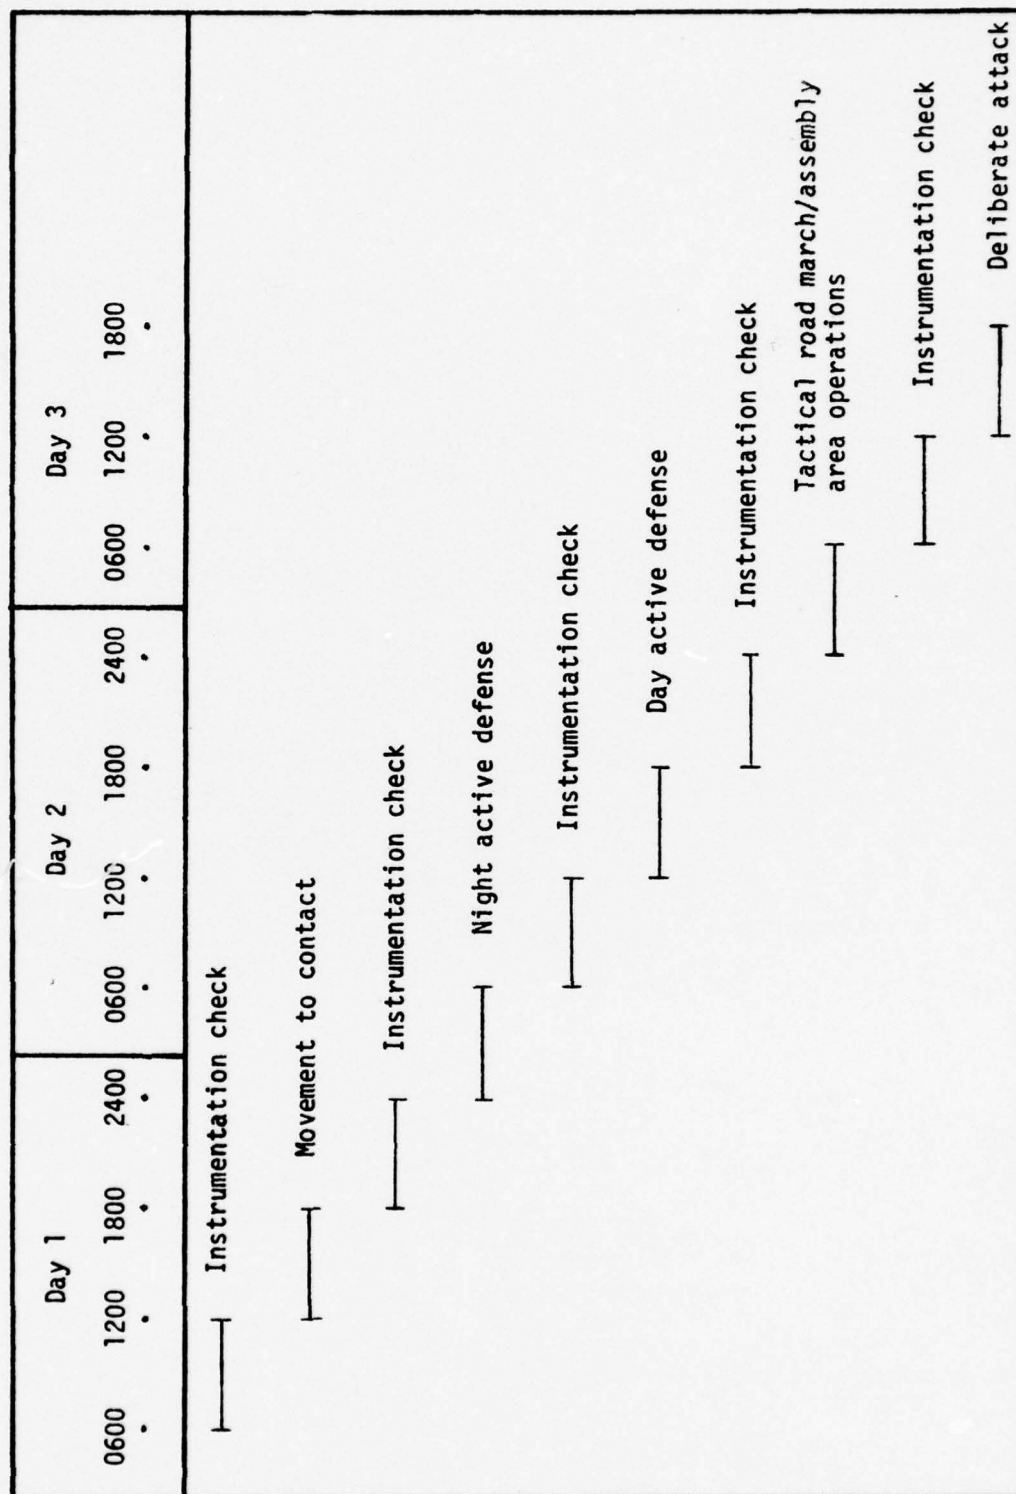 Day 1 Day 2 Day 3
0600 1200 1800 2400 0600 1200 1800 2400 0600 1200 1800
Instrumentation check
Movement to contact
Instrumentation check
Night active defense
Instrumentation check
Day active defense
Instrumentation check
Tactical road march/assembly
area operations
Instrumentation check
Deliberate attack